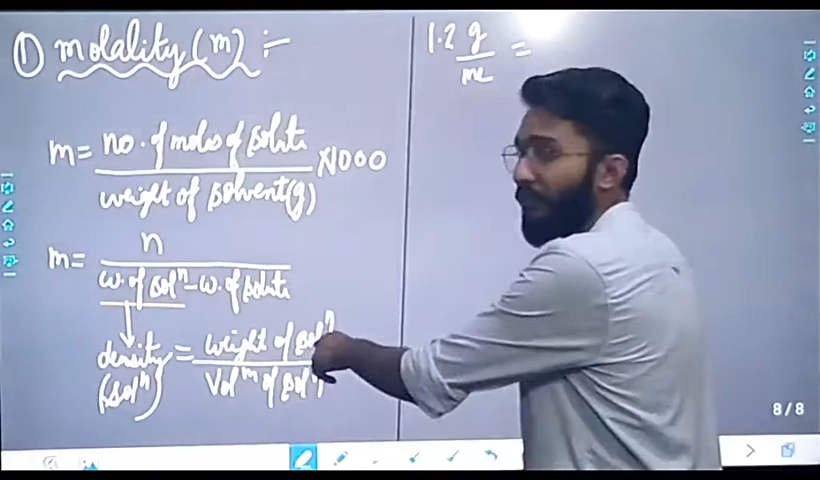 ① molality (m) :-
m = no. of moles of solute / weight of solvent (g) × 1000
m = n / w. of solⁿ - w. of solute
density (solⁿ) = weight of solⁿ / Volᵐ of solⁿ
1.2 g/mL =
8/8